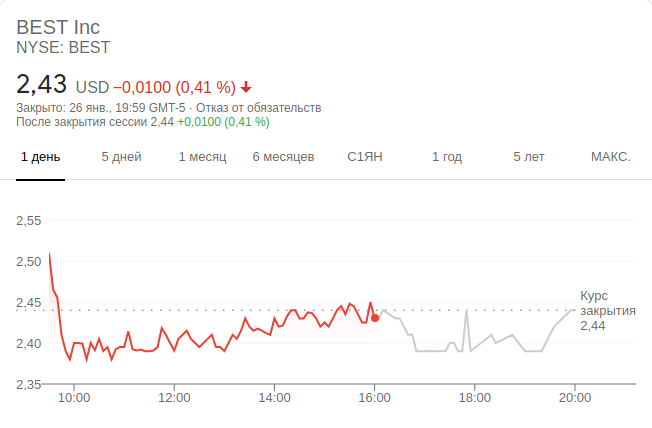 BEST Inc
NYSE: BEST
2,43 USD −0,0100 (0,41 %)
Закрыто: 26 янв., 19:59 GMT-5 · Отказ от обязательств
После закрытия сессии 2,44 +0,0100 (0,41 %)
1 день 5 дней 1 месяц 6 месяцев С1ЯН 1 год 5 лет МАКС.
2,55
2,50
2,45
2,40
2,35
Курс
закрытия
2,44
10:00 12:00 14:00 16:00 18:00 20:00